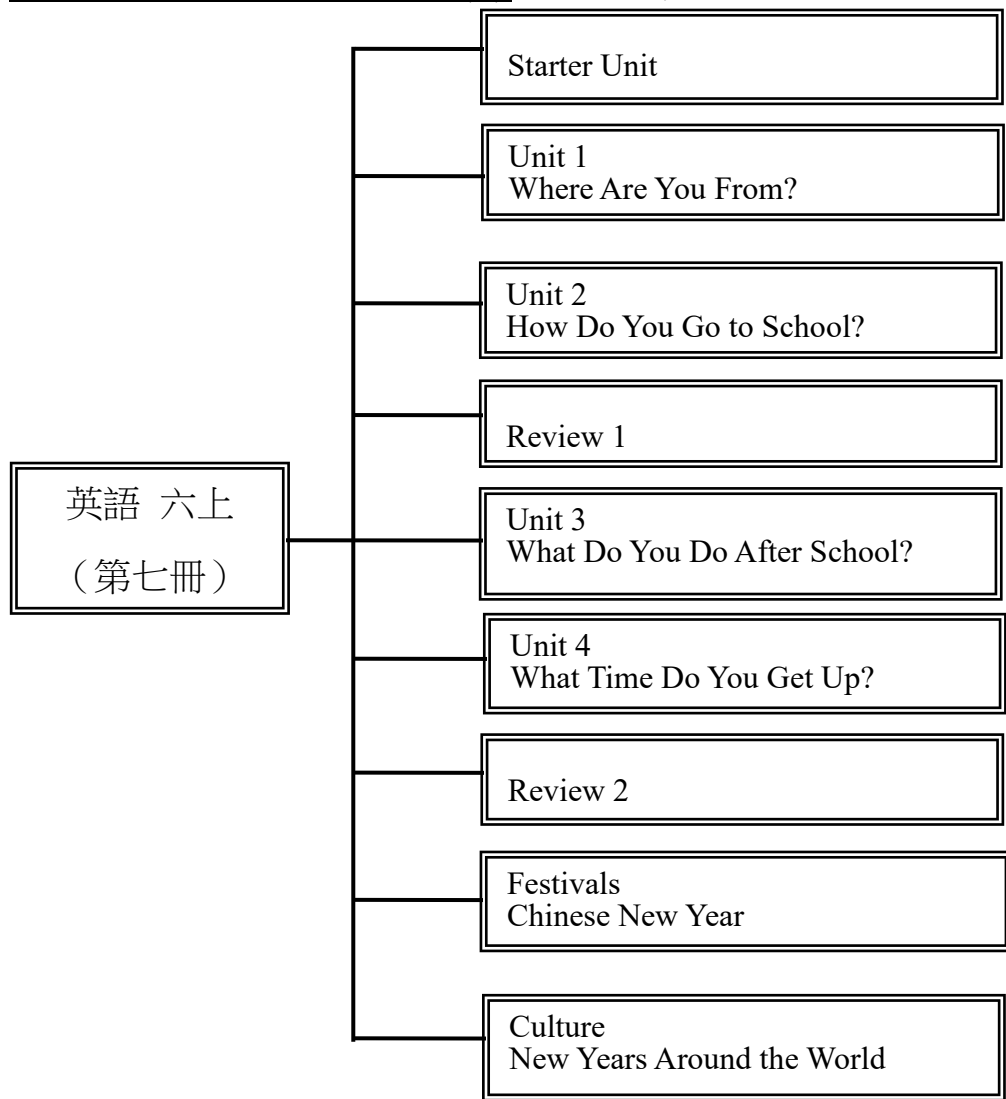 Starter Unit
Unit 1
Where Are You From?
Unit 2
How Do You Go to School?
Review 1
英語 六上
（第七冊）
Unit 3
What Do You Do After School?
Unit 4
What Time Do You Get Up?
Review 2
Festivals
Chinese New Year
Culture
New Years Around the World